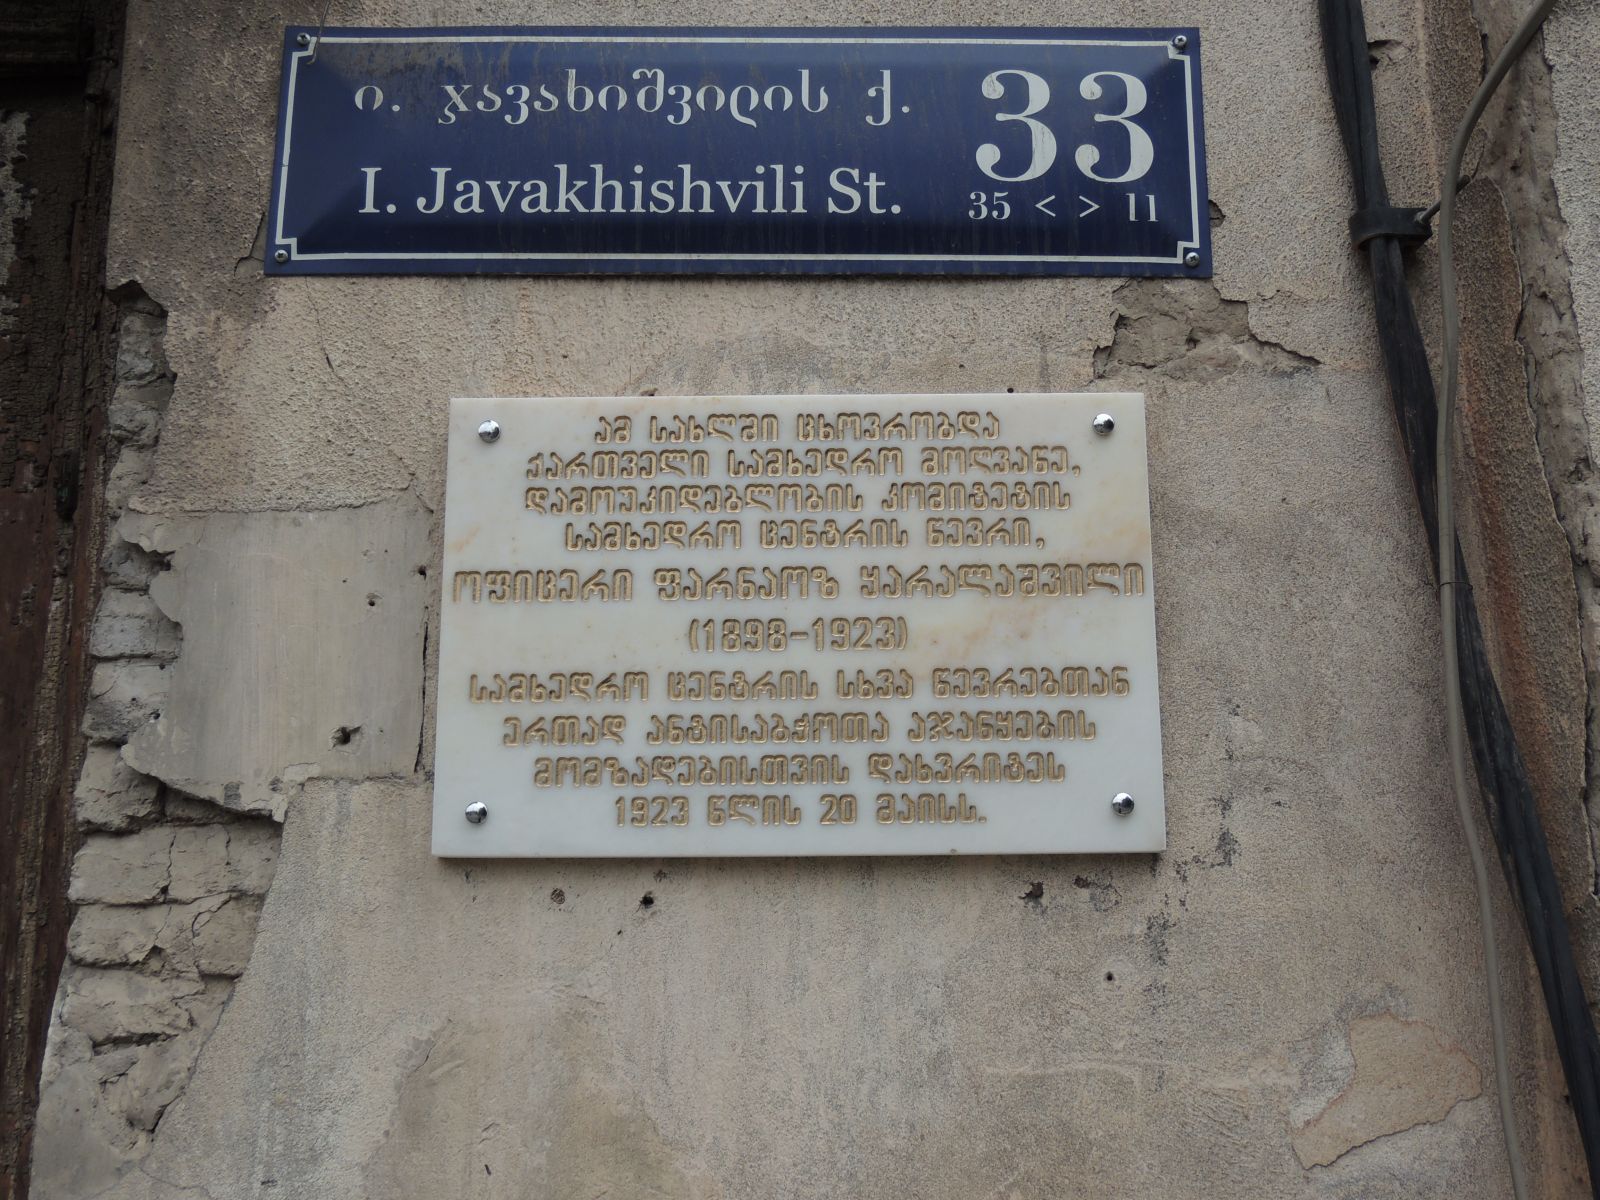 ი. ჯავახიშვილის ქ.
I. Javakhishvili St.
33
35 < > 11
ამ სახლში ცხოვრობდა
ქართველი სამხედრო მოღვაწე,
დამოუკიდებლობის კომიტეტის
სამხედრო ცენტრის წევრი,
ოფიცერი ფარნაოზ ყარალაშვილი
(1898-1923)
სამხედრო ცენტრის სხვა წევრებთან
ერთად ანტისაბჭოთა აჯანყების
მომზადებისთვის დახვრიტეს
1923 წლის 20 მაისს.